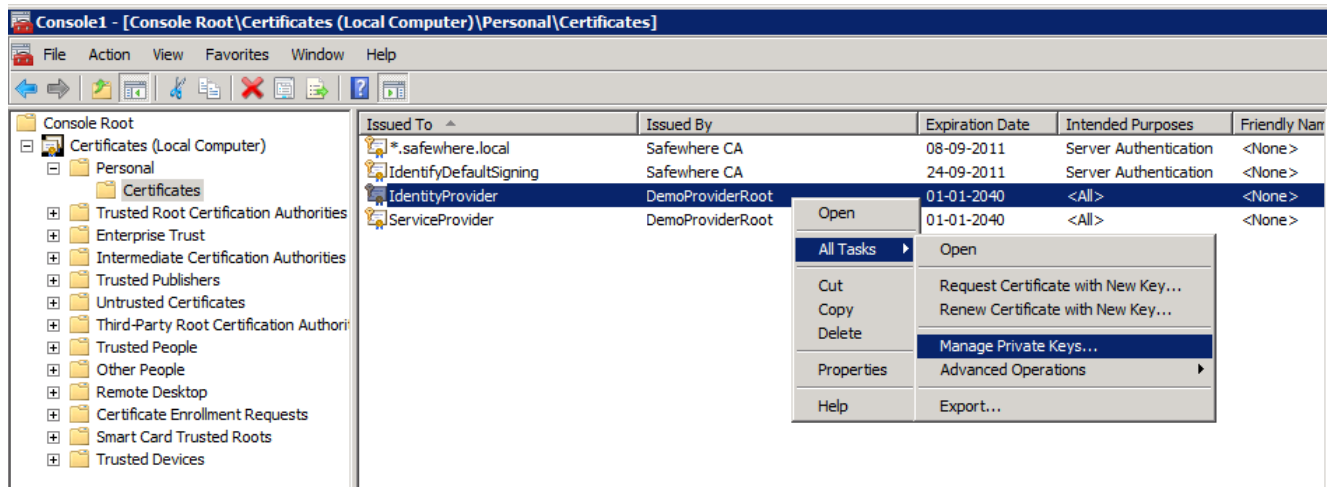 Console1 - [Console Root\Certificates (Local Computer)\Personal\Certificates]
File Action View Favorites Window Help
Console Root
Certificates (Local Computer)
Personal
Certificates
Trusted Root Certification Authorities
Enterprise Trust
Intermediate Certification Authorities
Trusted Publishers
Untrusted Certificates
Third-Party Root Certification Authori
Trusted People
Other People
Remote Desktop
Certificate Enrollment Requests
Smart Card Trusted Roots
Trusted Devices
Issued To Issued By Expiration Date Intended Purposes Friendly Nam
*.safewhere.local Safewhere CA 08-09-2011 Server Authentication <None>
IdentifyDefaultSigning Safewhere CA 24-09-2011 Server Authentication <None>
IdentityProvider DemoProviderRoot 01-01-2040 <All> <None>
ServiceProvider DemoProviderRoot 01-01-2040 <All> <None>
Open
All Tasks
Cut
Copy
Delete
Properties
Help
Open
Request Certificate with New Key...
Renew Certificate with New Key...
Manage Private Keys...
Advanced Operations
Export...